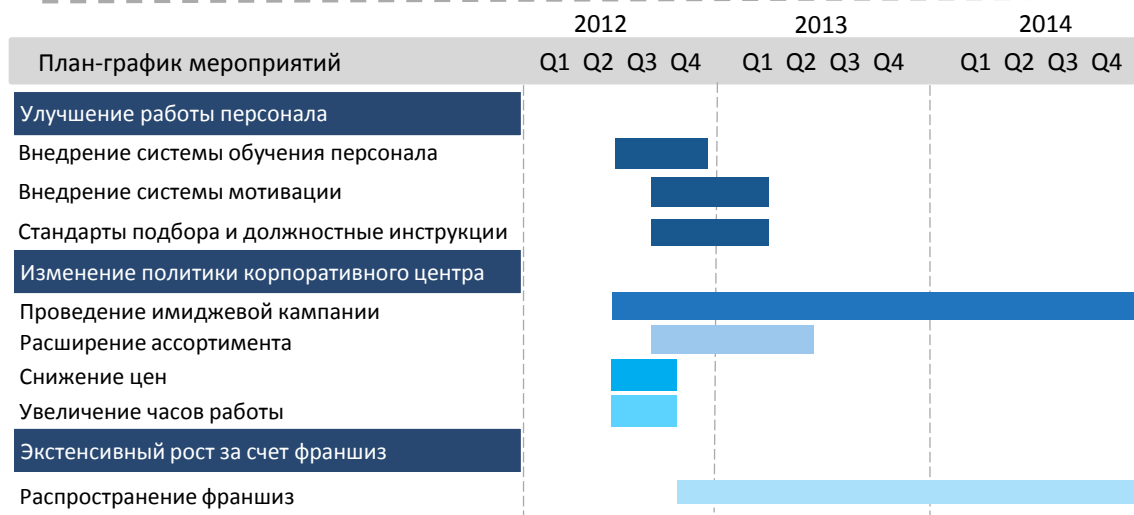 2012 2013 2014
План-график мероприятий Q1 Q2 Q3 Q4 Q1 Q2 Q3 Q4 Q1 Q2 Q3 Q4
Улучшение работы персонала
Внедрение системы обучения персонала
Внедрение системы мотивации
Стандарты подбора и должностные инструкции
Изменение политики корпоративного центра
Проведение имиджевой кампании
Расширение ассортимента
Снижение цен
Увеличение часов работы
Экстенсивный рост за счет франшиз
Распространение франшиз